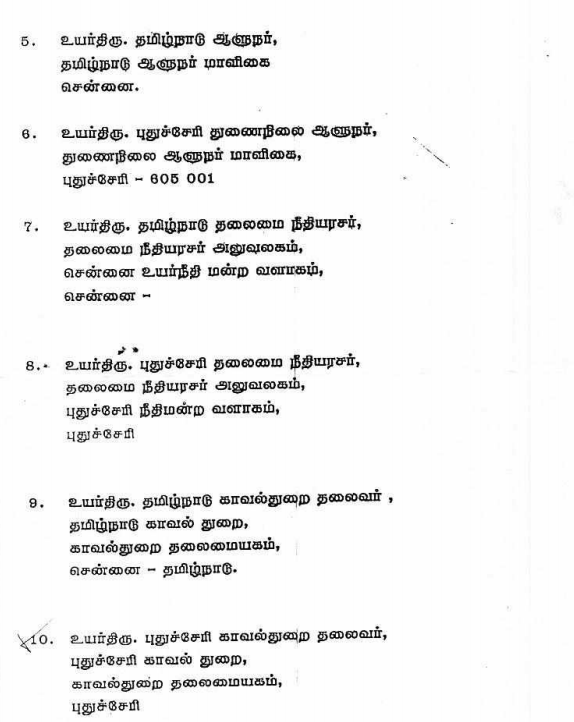 5. உயர்திரு. தமிழ்நாடு ஆளுநர்,
தமிழ்நாடு ஆளுநர் மாளிகை
சென்னை.
6. உயர்திரு. புதுச்சேரி துணைநிலை ஆளுநர்,
துணைநிலை ஆளுநர் மாளிகை,
புதுச்சேரி - 605 001
7. உயர்திரு. தமிழ்நாடு தலைமை நீதியரசர்,
தலைமை நீதியரசர் அலுவலகம்,
சென்னை உயர்நீதி மன்ற வளாகம்,
சென்னை -
8. உயர்திரு. புதுச்சேரி தலைமை நீதியரசர்,
தலைமை நீதியரசர் அலுவலகம்,
புதுச்சேரி நீதிமன்ற வளாகம்,
புதுச்சேரி
9. உயர்திரு. தமிழ்நாடு காவல்துறை தலைவர் ,
தமிழ்நாடு காவல் துறை,
காவல்துறை தலைமையகம்,
சென்னை - தமிழ்நாடு.
10. உயர்திரு. புதுச்சேரி காவல்துறை தலைவர்,
புதுச்சேரி காவல் துறை,
காவல்துறை தலைமையகம்,
புதுச்சேரி